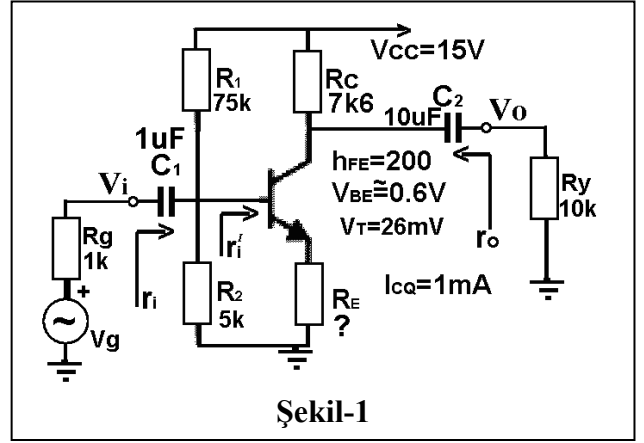 VCC=15V
R1
75k
RC
7k6
C2
10uF
Vo
1uF
C1
hFE=200
VBE≅0.6V
VT=26mV
Vi
Ry
10k
Rg
1k
ri
ri'
ro
ICQ=1mA
R2
5k
RE
?
+
~
Vg
Şekil-1